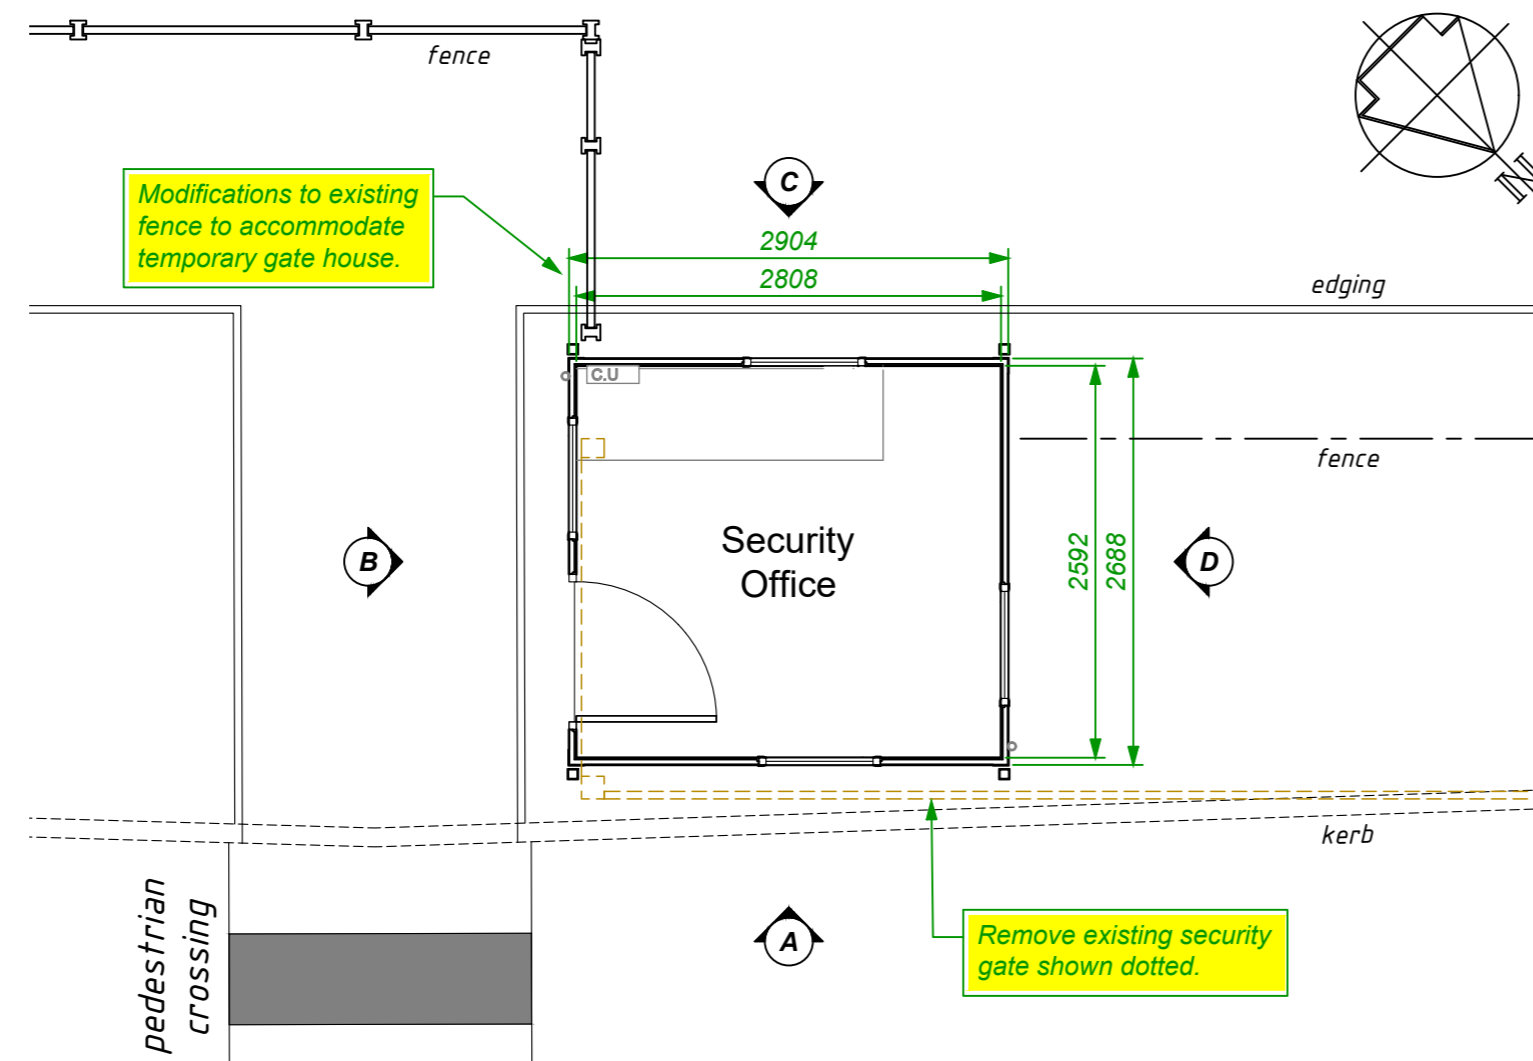 fence
N
Modifications to existing
fence to accommodate
temporary gate house.
C
2904
2808
edging
C.U
fence
Security
Office
B
2592
2688
D
kerb
pedestrian
crossing
A
Remove existing security
gate shown dotted.